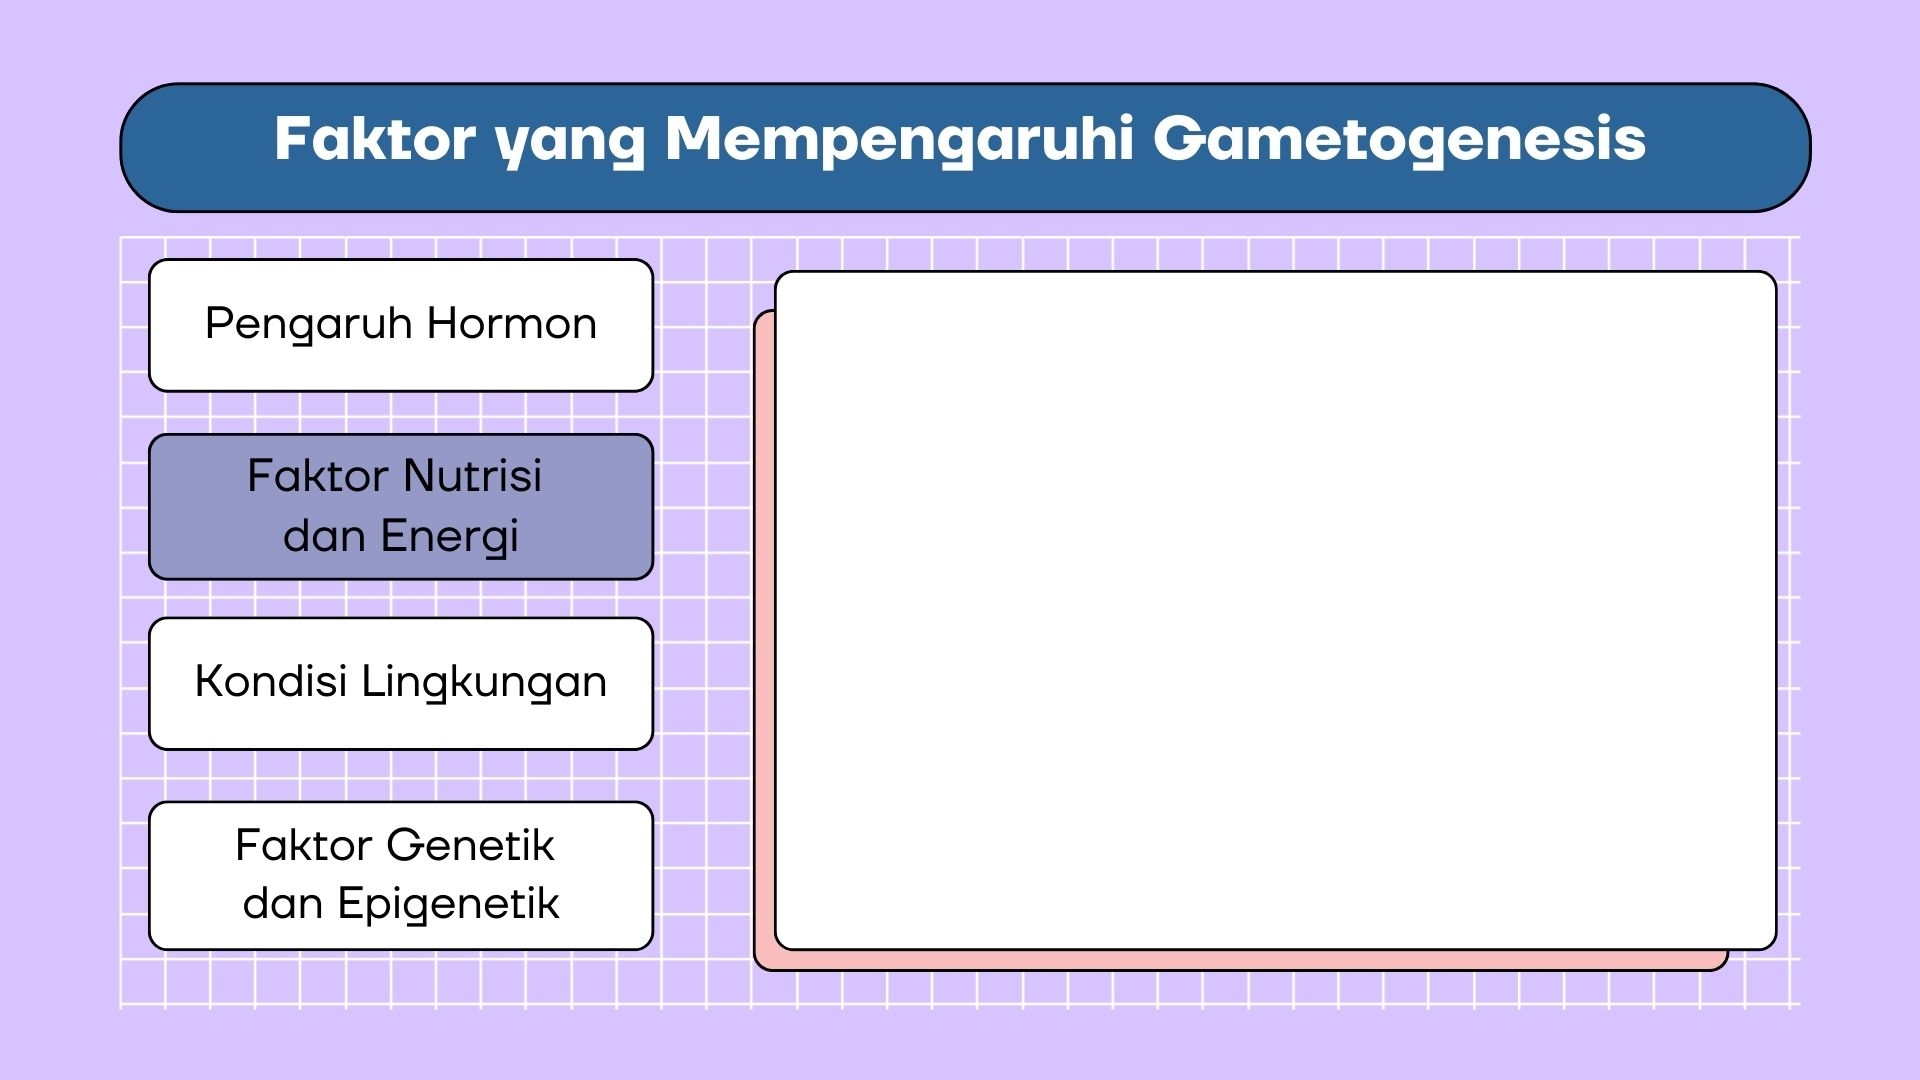 Faktor yang Mempengaruhi Gametogenesis
Pengaruh Hormon
Faktor Nutrisi
dan Energi
Kondisi Lingkungan
Faktor Genetik
dan Epigenetik